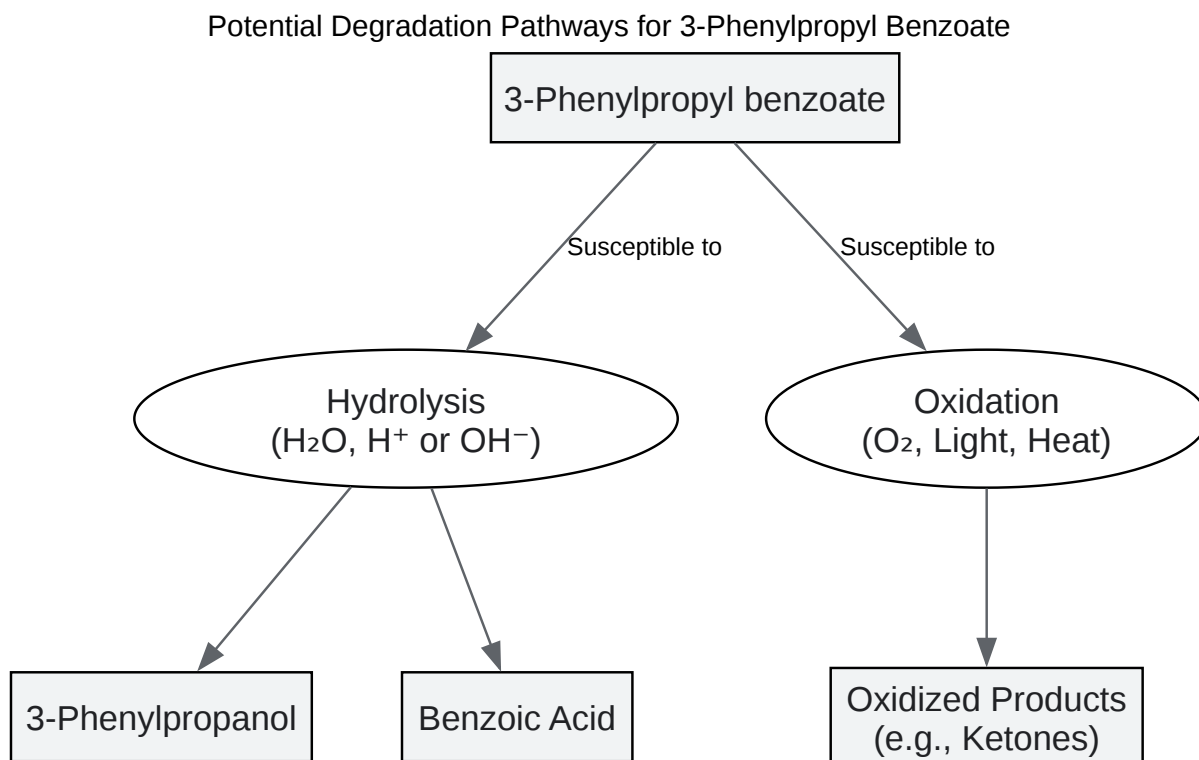 Potential Degradation Pathways for 3-Phenylpropyl Benzoate
3-Phenylpropyl benzoate
Susceptible to
Susceptible to
Hydrolysis
(H₂O, H⁺ or OH⁻)
Oxidation
(O₂, Light, Heat)
3-Phenylpropanol
Benzoic Acid
Oxidized Products
(e.g., Ketones)